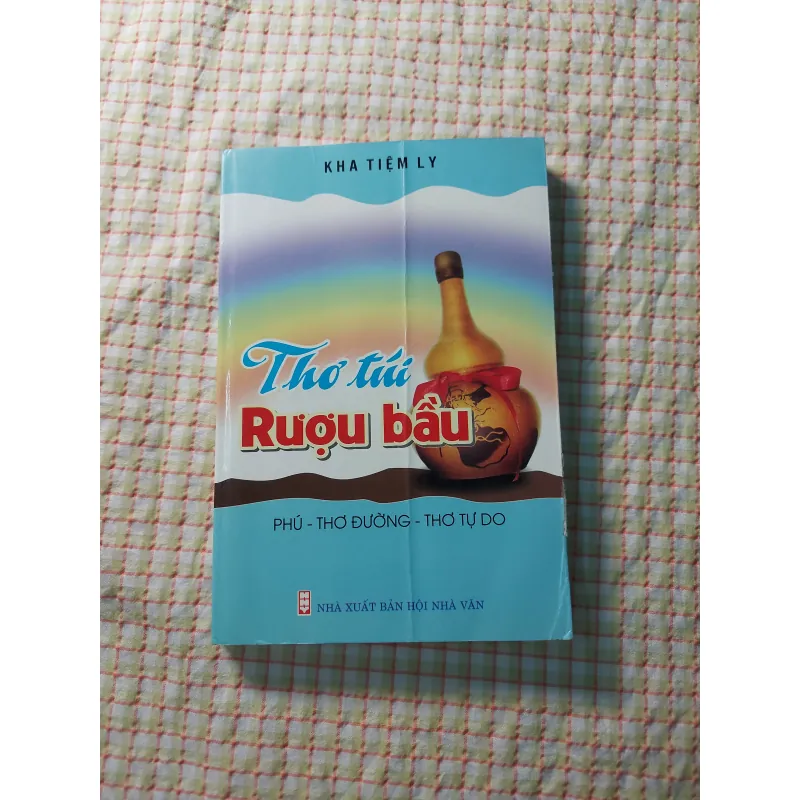 KHA TIỆM LY
Thơ túi
Rượu bầu
PHÚ - THƠ ĐƯỜNG - THƠ TỰ DO
NHÀ XUẤT BẢN HỘI NHÀ VĂN